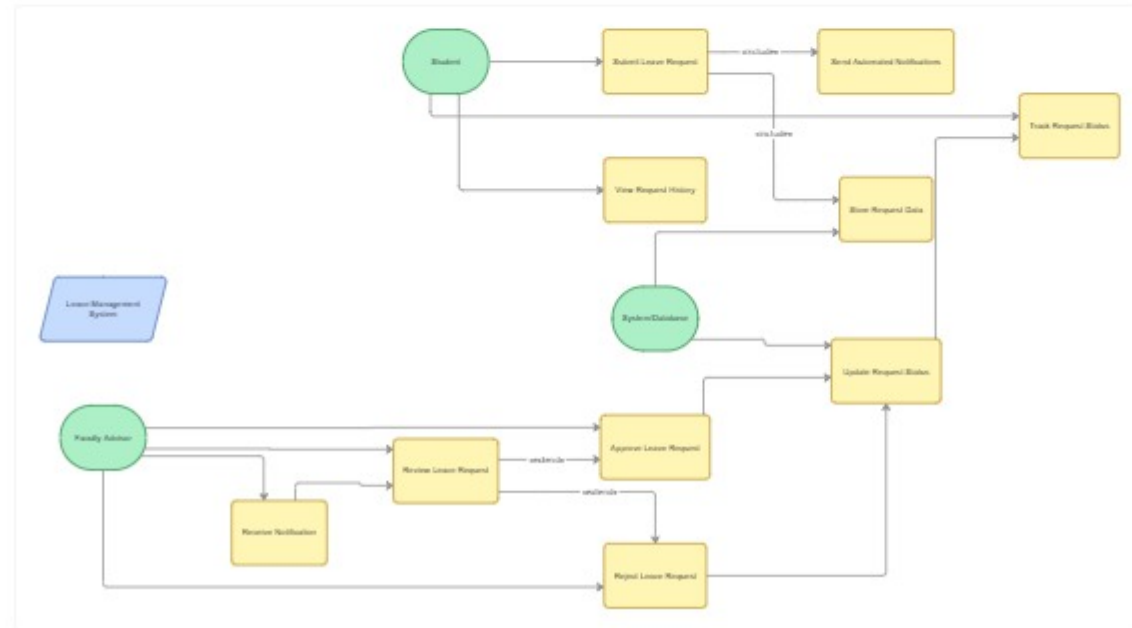 Student
Submit Leave Request
includes
Send Automated Notifications
Track Request Status
includes
View Request History
Store Request Data
Leave Management
System
System/Database
Update Request Status
Faculty Advisor
Approve Leave Request
Review Leave Request
extends
extends
Receive Notification
Reject Leave Request